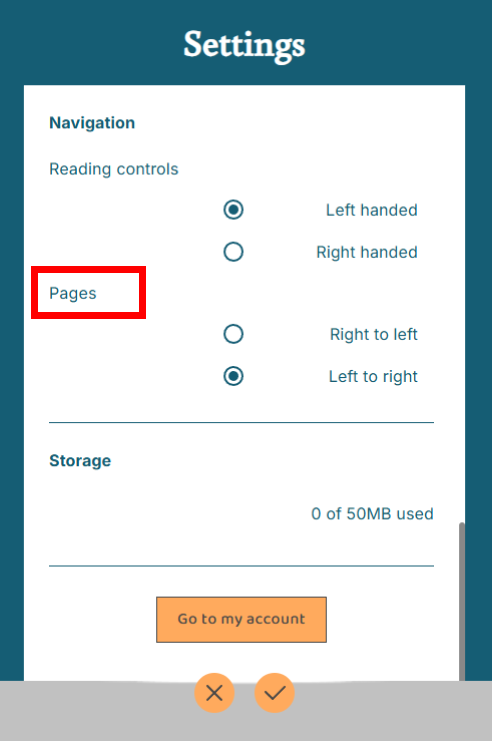 Settings
Navigation
Reading controls
Left handed
Right handed
Pages
Right to left
Left to right
Storage
0 of 50MB used
Go to my account